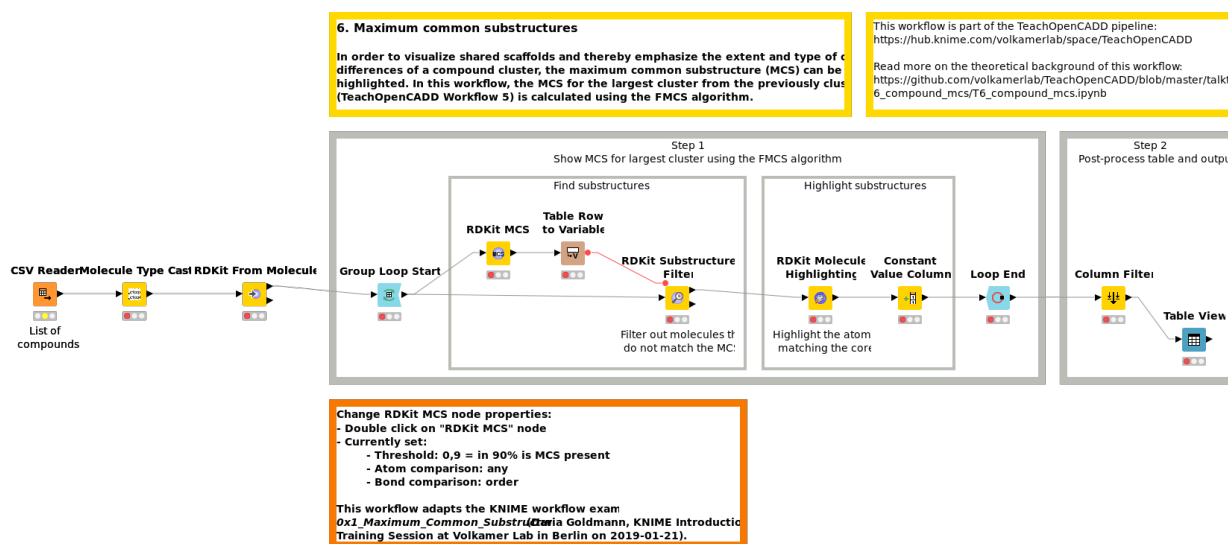 6. Maximum common substructures
In order to visualize shared scaffolds and thereby emphasize the extent and type of
differences of a compound cluster, the maximum common substructure (MCS) can be
highlighted. In this workflow, the MCS for the largest cluster from the previously
(TeachOpenCADD Workflow 5) is calculated using the FMCS algorithm.
This workflow is part of the TeachOpenCADD pipeline:
https://hub.knime.com/volkamerlab/space/TeachOpenCADD
Read more on the theoretical background of this workflow:
https://github.com/volkamerlab/TeachOpenCADD/blob/master/talkt
6_compound_mcs/T6_compound_mcs.ipynb
Step 1
Show MCS for largest cluster using the FMCS algorithm
Find substructures
Highlight substructures
Step 2
Post-process table and outpu
CSV Reader
List of
compounds
Molecule Type Cast
RDKit From Molecule
Group Loop Start
RDKit MCS
MCS
Table Row
to Variable
RDKit Substructure
Filter
Filter out molecules th
do not match the MCS
RDKit Molecule
Highlighting
Highlight the atom
matching the core
Constant
Value Column
Loop End
Column Filter
Table View
Change RDKit MCS node properties:
- Double click on "RDKit MCS" node
- Currently set:
- Threshold: 0,9 = in 90% is MCS present
- Atom comparison: any
- Bond comparison: order
This workflow adapts the KNIME workflow exam
0x1_Maximum_Common_Substructur (Daria Goldmann, KNIME Introductio
Training Session at Volkamer Lab in Berlin on 2019-01-21).